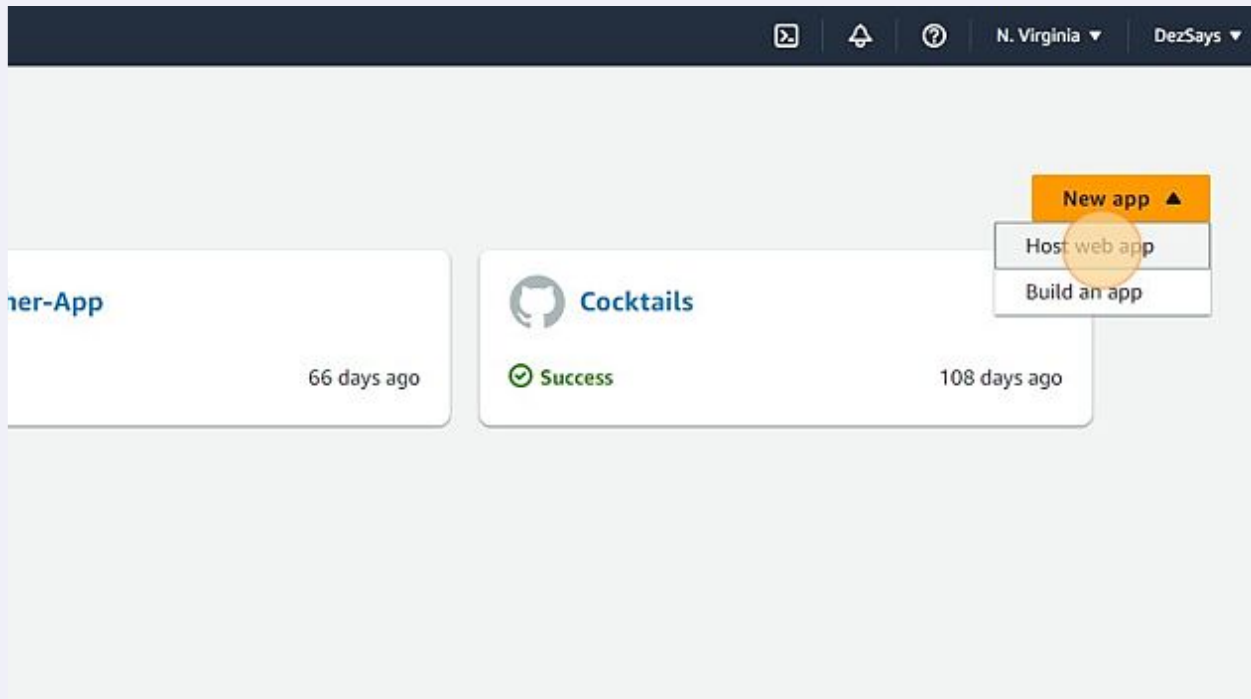 N. Virginia ▼ DezSays ▼
New app ▲
Host web app
Build an app
ner-App
66 days ago
Cocktails
Success
108 days ago